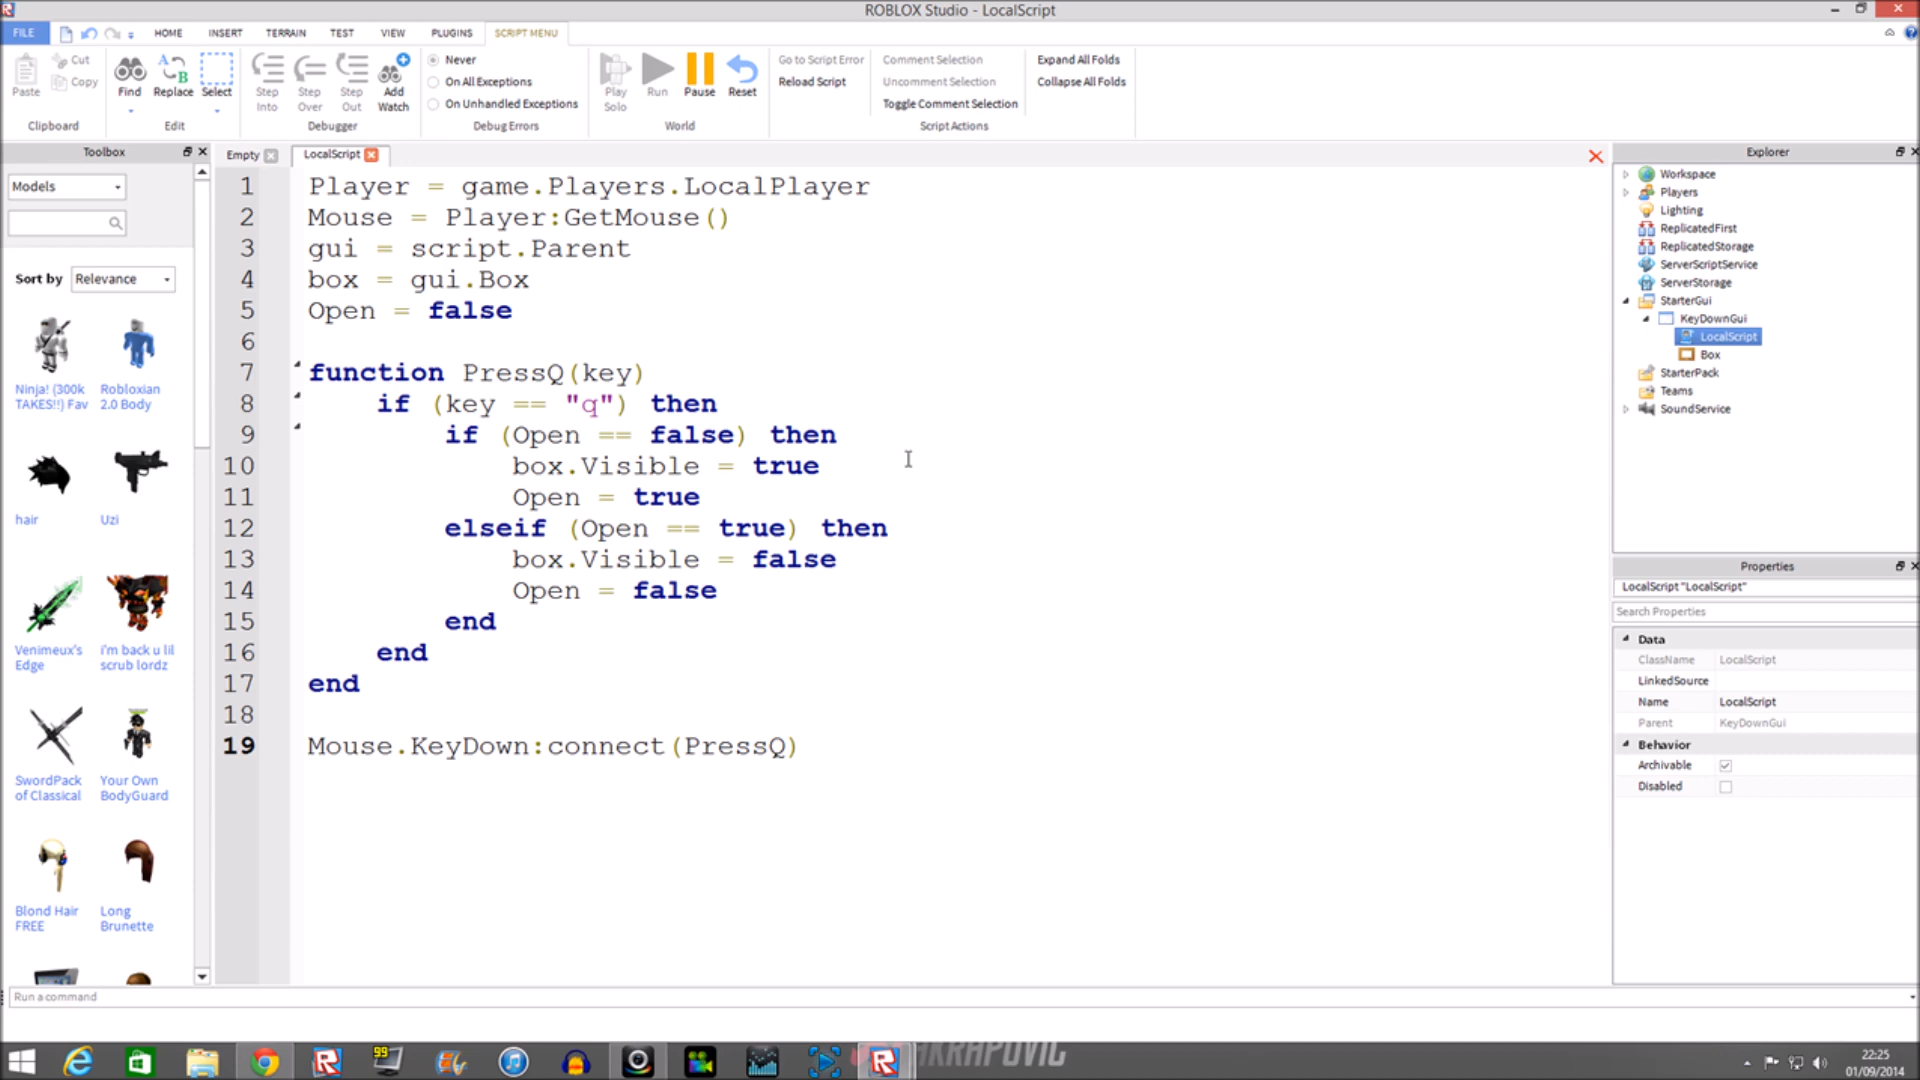 ROBLOX Studio - LocalScript
FILE
HOME
INSERT
TERRAIN
TEST
VIEW
PLUGINS
SCRIPT MENU
Paste
Cut
Copy
Clipboard
Find
Replace
Select
Edit
Step Into
Step Over
Step Out
Add Watch
Debugger
Never
On All Exceptions
On Unhandled Exceptions
Debug Errors
Play Solo
Run
Pause
Reset
World
Go to Script Error
Reload Script
Comment Selection
Uncomment Selection
Toggle Comment Selection
Script Actions
Expand All Folds
Collapse All Folds
Toolbox
Models
Sort by
Relevance
Ninja! (300k TAKES!!) Fav
Robloxian 2.0 Body
hair
Uzi
Venimeux's Edge
i'm back u lil scrub lordz
SwordPack of Classical
Your Own BodyGuard
Blond Hair FREE
Long Brunette
Empty
LocalScript
1 Player = game.Players.LocalPlayer
2 Mouse = Player:GetMouse()
3 gui = script.Parent
4 box = gui.Box
5 Open = false
6
7 function PressQ(key)
8 if (key == "q") then
9 if (Open == false) then
10 box.Visible = true
11 Open = true
12 elseif (Open == true) then
13 box.Visible = false
14 Open = false
15 end
16 end
17 end
18
19 Mouse.KeyDown:connect(PressQ)
Explorer
Workspace
Players
Lighting
ReplicatedFirst
ReplicatedStorage
ServerScriptService
ServerStorage
StarterGui
KeyDownGui
LocalScript
Box
StarterPack
Teams
SoundService
Properties
LocalScript "LocalScript"
Search Properties
Data
ClassName LocalScript
LinkedSource
Name LocalScript
Parent KeyDownGui
Behavior
Archivable
Disabled
Run a command
99
AKRAPOVIC
22:25
01/09/2014